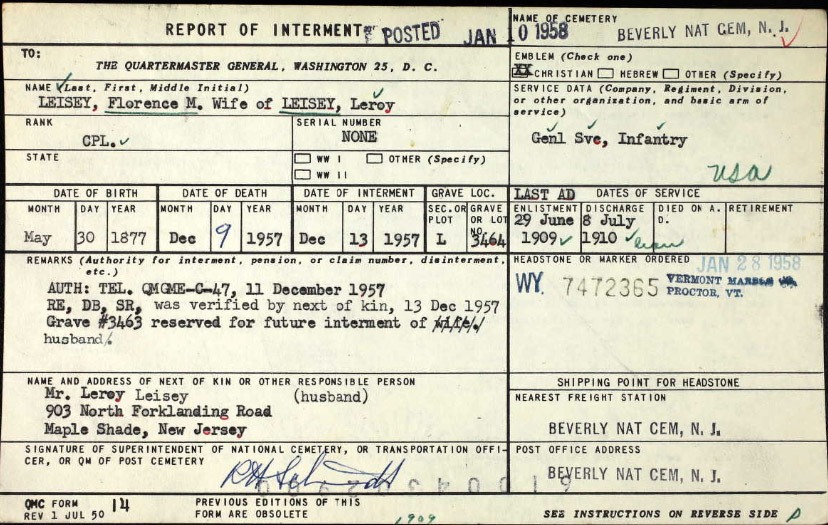 REPORT OF INTERMENT POSTED JAN 10 1958
NAME OF CEMETERY
BEVERLY NAT CEM, N. J.
TO:
THE QUARTERMASTER GENERAL, WASHINGTON 25, D. C.
EMBLEM (Check one)
XX CHRISTIAN HEBREW OTHER (Specify)
NAME (Last, First, Middle Initial)
LEISEY, Florence M. Wife of LEISEY, Leroy
SERVICE DATA (Company, Regiment, Division,
or other organization, and basic arm of
service)
Genl Svc, Infantry
USA
RANK
CPL.
SERIAL NUMBER
NONE
STATE
WW I OTHER (Specify)
WW II
DATE OF BIRTH DATE OF DEATH DATE OF INTERMENT GRAVE LOC.
MONTH DAY YEAR MONTH DAY YEAR MONTH DAY YEAR SEC.OR PLOT GRAVE OR LOT NO.
May 30 1877 Dec 9 1957 Dec 13 1957 L 3464
LAST AD DATES OF SERVICE
ENLISTMENT DISCHARGE DIED ON A. D. RETIREMENT
29 June 8 July
1909 1910
REMARKS (Authority for interment, pension, or claim number, disinterment,
etc.)
AUTH: TEL. QMGME-C-47, 11 December 1957
RE, DB, SR, was verified by next of kin, 13 Dec 1957
Grave #3463 reserved for future interment of
husband.
HEADSTONE OR MARKER ORDERED JAN 28 1958
WY. 7472365 VERMONT MARBLE
PROCTOR, VT.
NAME AND ADDRESS OF NEXT OF KIN OR OTHER RESPONSIBLE PERSON
Mr. Leroy Leisey (husband)
903 North Forklanding Road
Maple Shade, New Jersey
SHIPPING POINT FOR HEADSTONE
NEAREST FREIGHT STATION
BEVERLY NAT CEM, N. J.
SIGNATURE OF SUPERINTENDENT OF NATIONAL CEMETERY, OR TRANSPORTATION OFFI-
CER, OR QM OF POST CEMETERY
POST OFFICE ADDRESS
BEVERLY NAT CEM, N. J.
QMC FORM 14
REV 1 JUL 50
PREVIOUS EDITIONS OF THIS
FORM ARE OBSOLETE
1909
SEE INSTRUCTIONS ON REVERSE SIDE